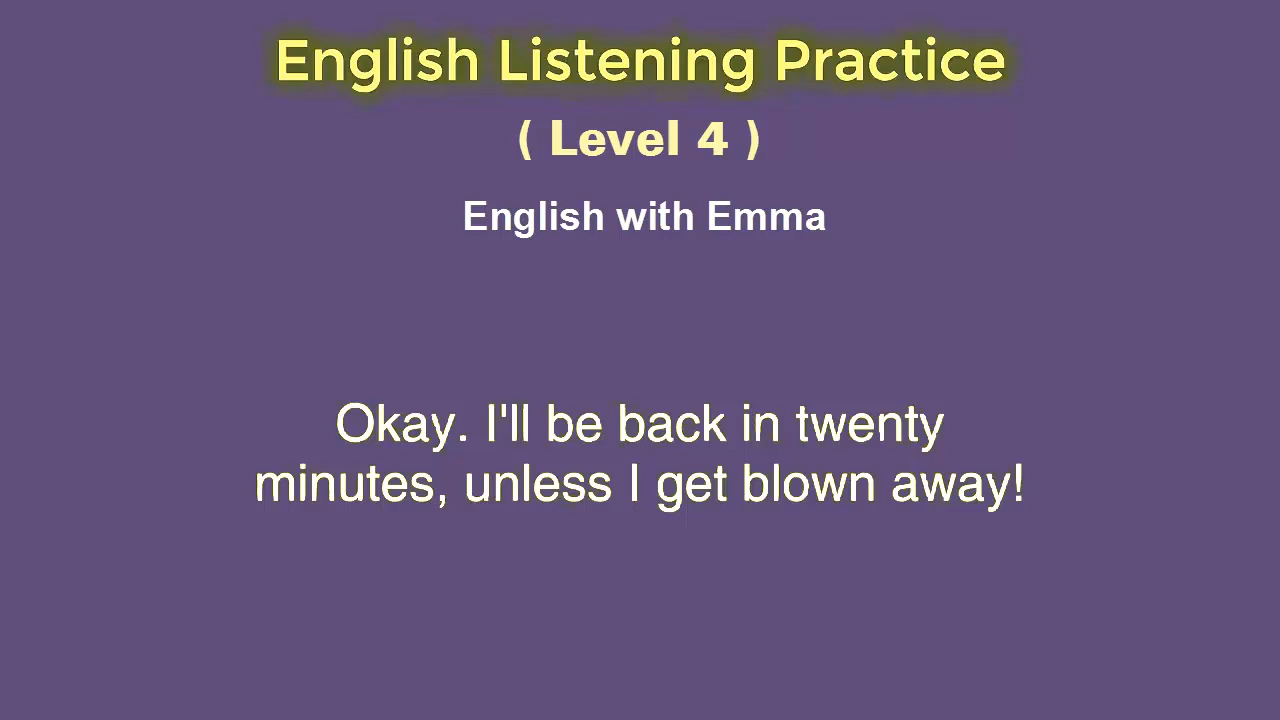 English Listening Practice
( Level 4 )
English with Emma
Okay. I'll be back in twenty
minutes, unless I get blown away!